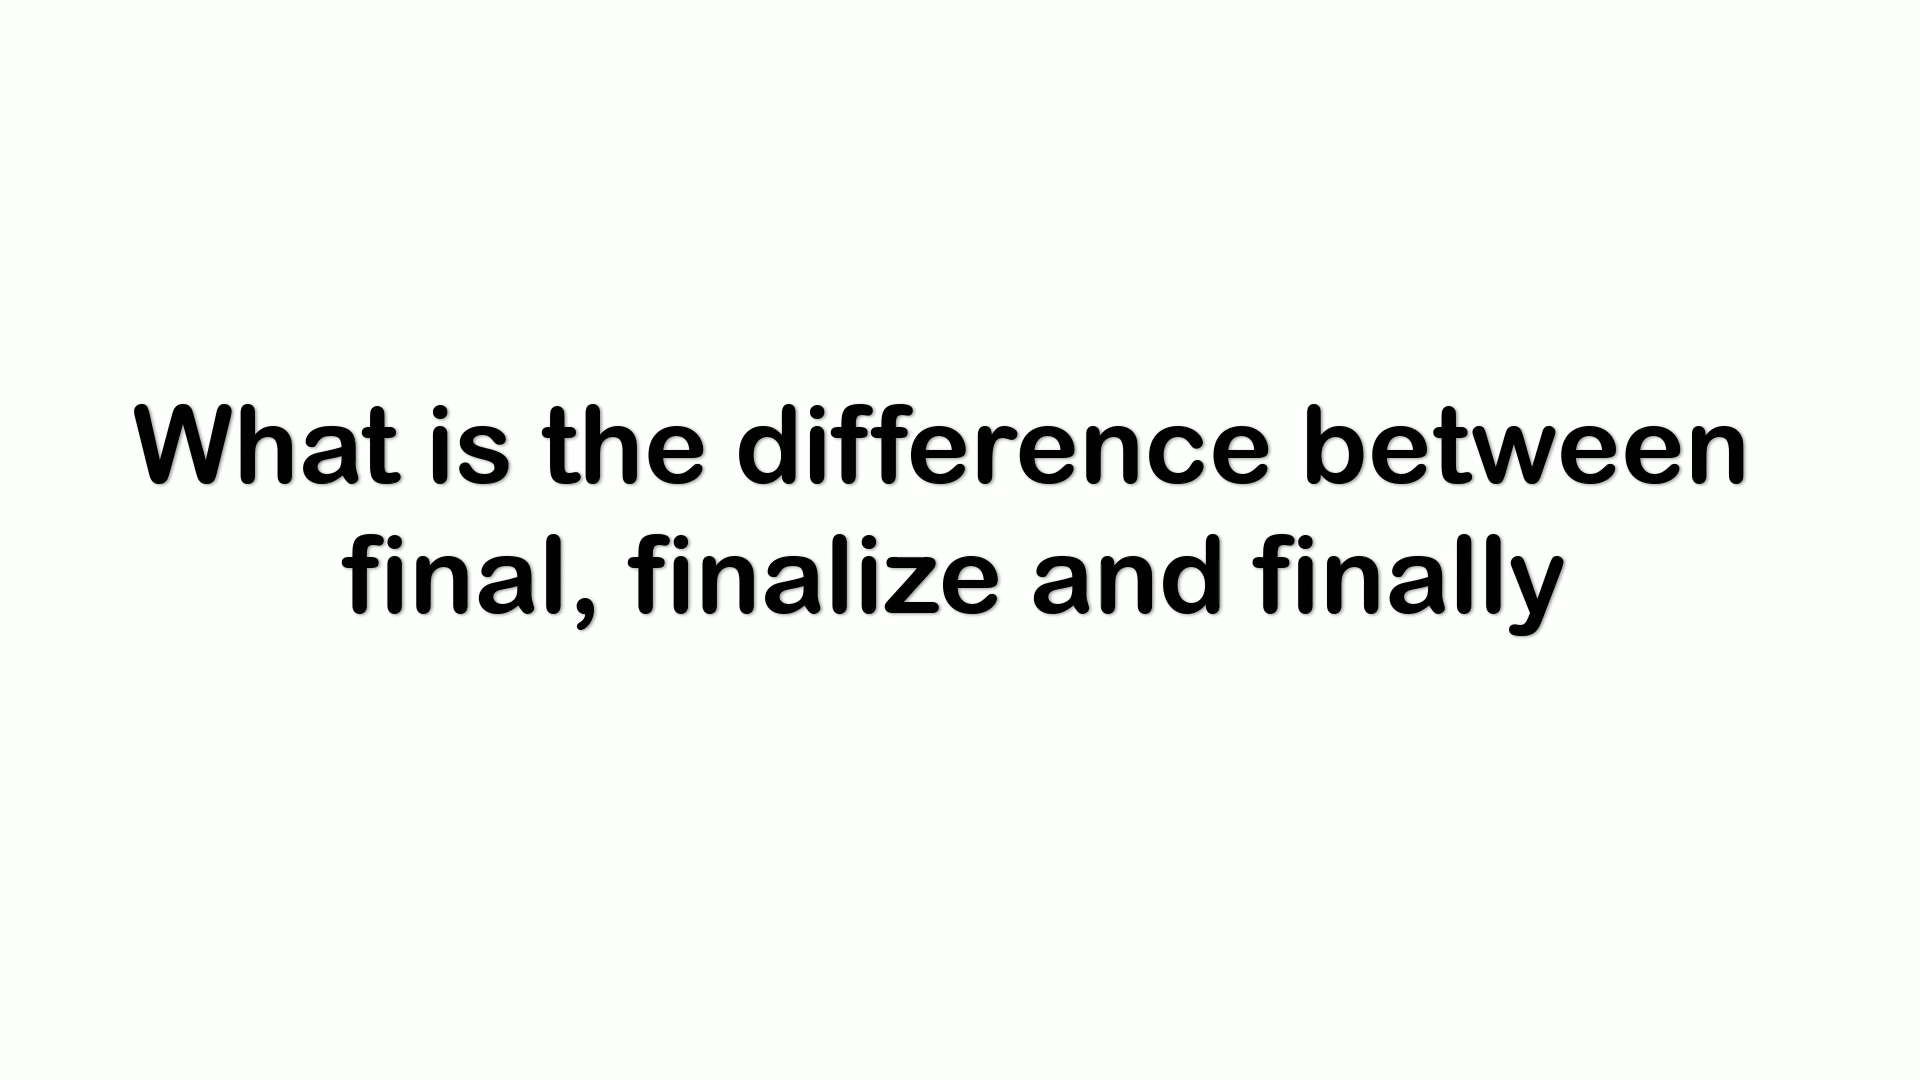 What is the difference between
final, finalize and finally